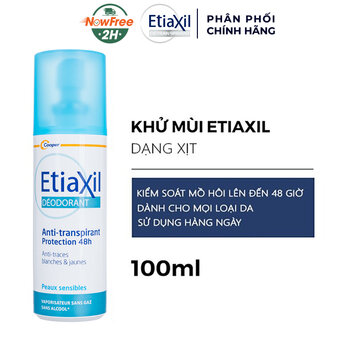 NowFree
2H
EtiaXil
PHÂN PHỐI
CHÍNH HÃNG
Cooper
EtiaXil
DÉODORANT
Anti-transpirant
Protection 48h
Anti-traces
blanches & jaunes
Peaux sensibles
VAPORISATEUR SANS GAZ
SANS ALCOOL*
KHỬ MÙI ETIAXIL
DẠNG XỊT
KIỂM SOÁT MỒ HÔI LÊN ĐẾN 48 GIỜ
DÀNH CHO MỌI LOẠI DA
SỬ DỤNG HÀNG NGÀY
100ml